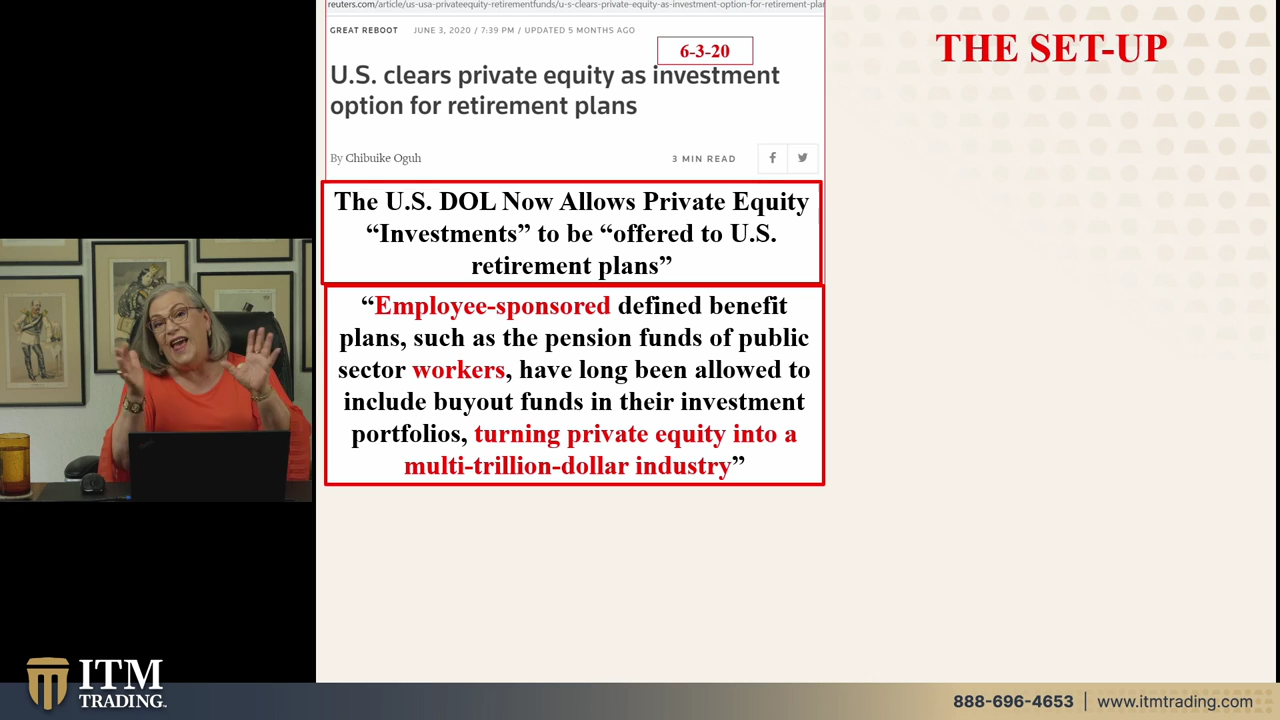 reuters.com/article/us-usa-privateequity-retirementfunds/u-s-clears-private-equity-as-investment-option-for-retirement-plan
GREAT REBOOT JUNE 3, 2020 / 7:39 PM / UPDATED 5 MONTHS AGO
6-3-20
THE SET-UP
U.S. clears private equity as investment
option for retirement plans
By Chibuike Oguh
3 MIN READ
The U.S. DOL Now Allows Private Equity
“Investments” to be “offered to U.S.
retirement plans”
“Employee-sponsored defined benefit
plans, such as the pension funds of public
sector workers, have long been allowed to
include buyout funds in their investment
portfolios, turning private equity into a
multi-trillion-dollar industry”
ITM
TRADING
888-696-4653 | www.itmtrading.com